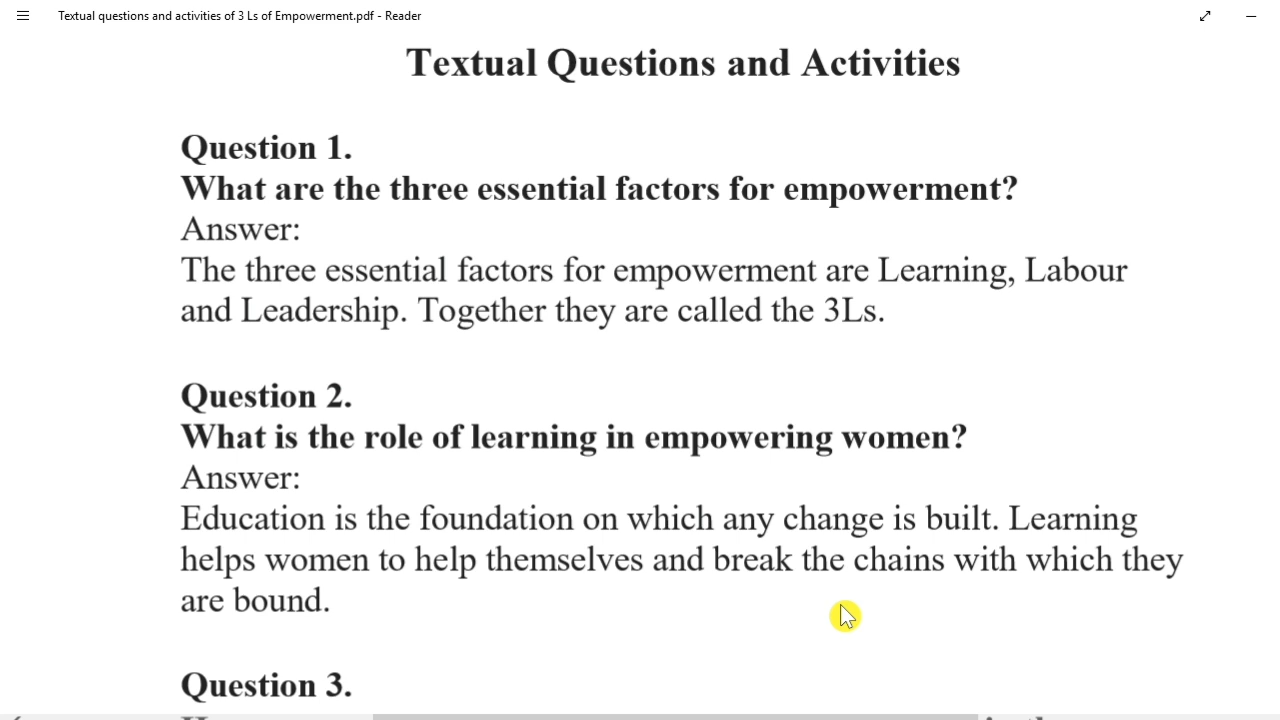 Textual questions and activities of 3 Ls of Empowerment.pdf - Reader
Textual Questions and Activities
Question 1.
What are the three essential factors for empowerment?
Answer:
The three essential factors for empowerment are Learning, Labour
and Leadership. Together they are called the 3Ls.
Question 2.
What is the role of learning in empowering women?
Answer:
Education is the foundation on which any change is built. Learning
helps women to help themselves and break the chains with which they
are bound.
Question 3.